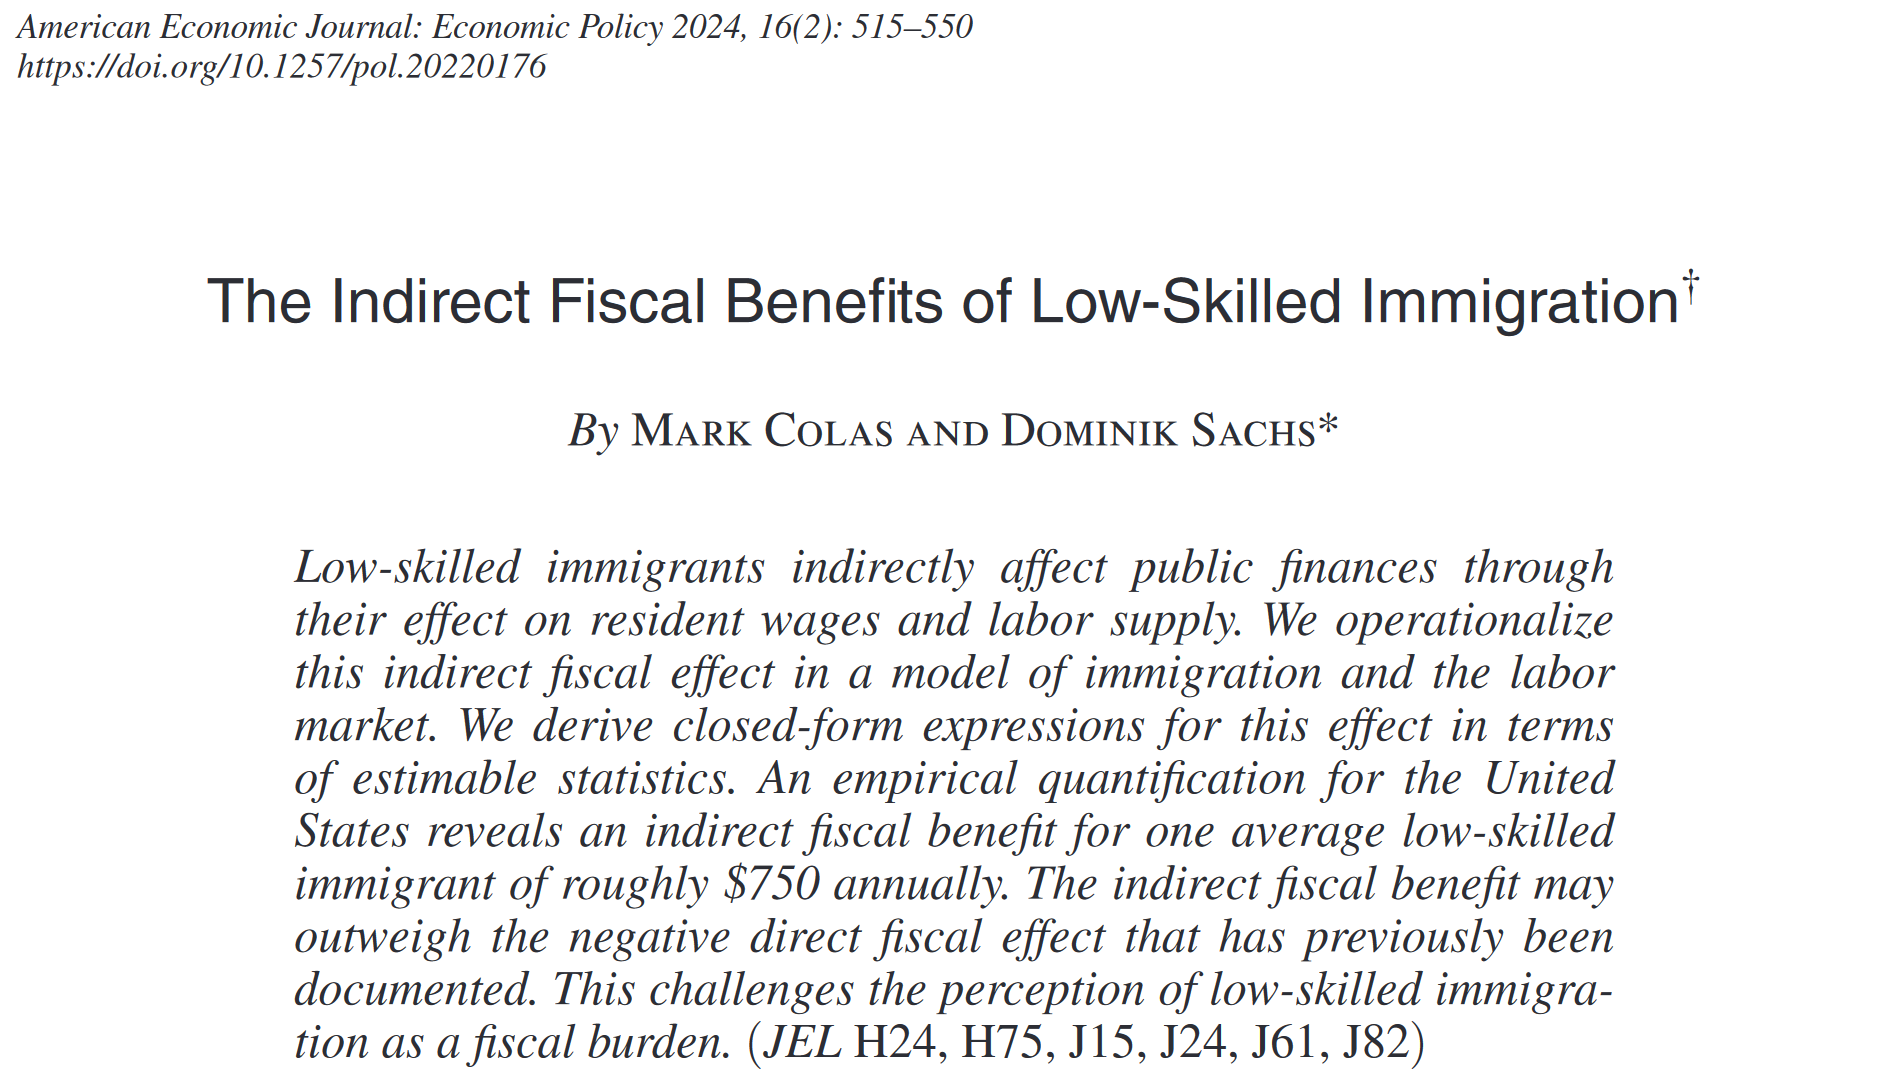 American Economic Journal: Economic Policy 2024, 16(2): 515–550
https://doi.org/10.1257/pol.20220176
The Indirect Fiscal Benefits of Low-Skilled Immigration†
By Mark Colas and Dominik Sachs*
Low-skilled immigrants indirectly affect public finances through
their effect on resident wages and labor supply. We operationalize
this indirect fiscal effect in a model of immigration and the labor
market. We derive closed-form expressions for this effect in terms
of estimable statistics. An empirical quantification for the United
States reveals an indirect fiscal benefit for one average low-skilled
immigrant of roughly $750 annually. The indirect fiscal benefit may
outweigh the negative direct fiscal effect that has previously been
documented. This challenges the perception of low-skilled immigra-
tion as a fiscal burden. (JEL H24, H75, J15, J24, J61, J82)